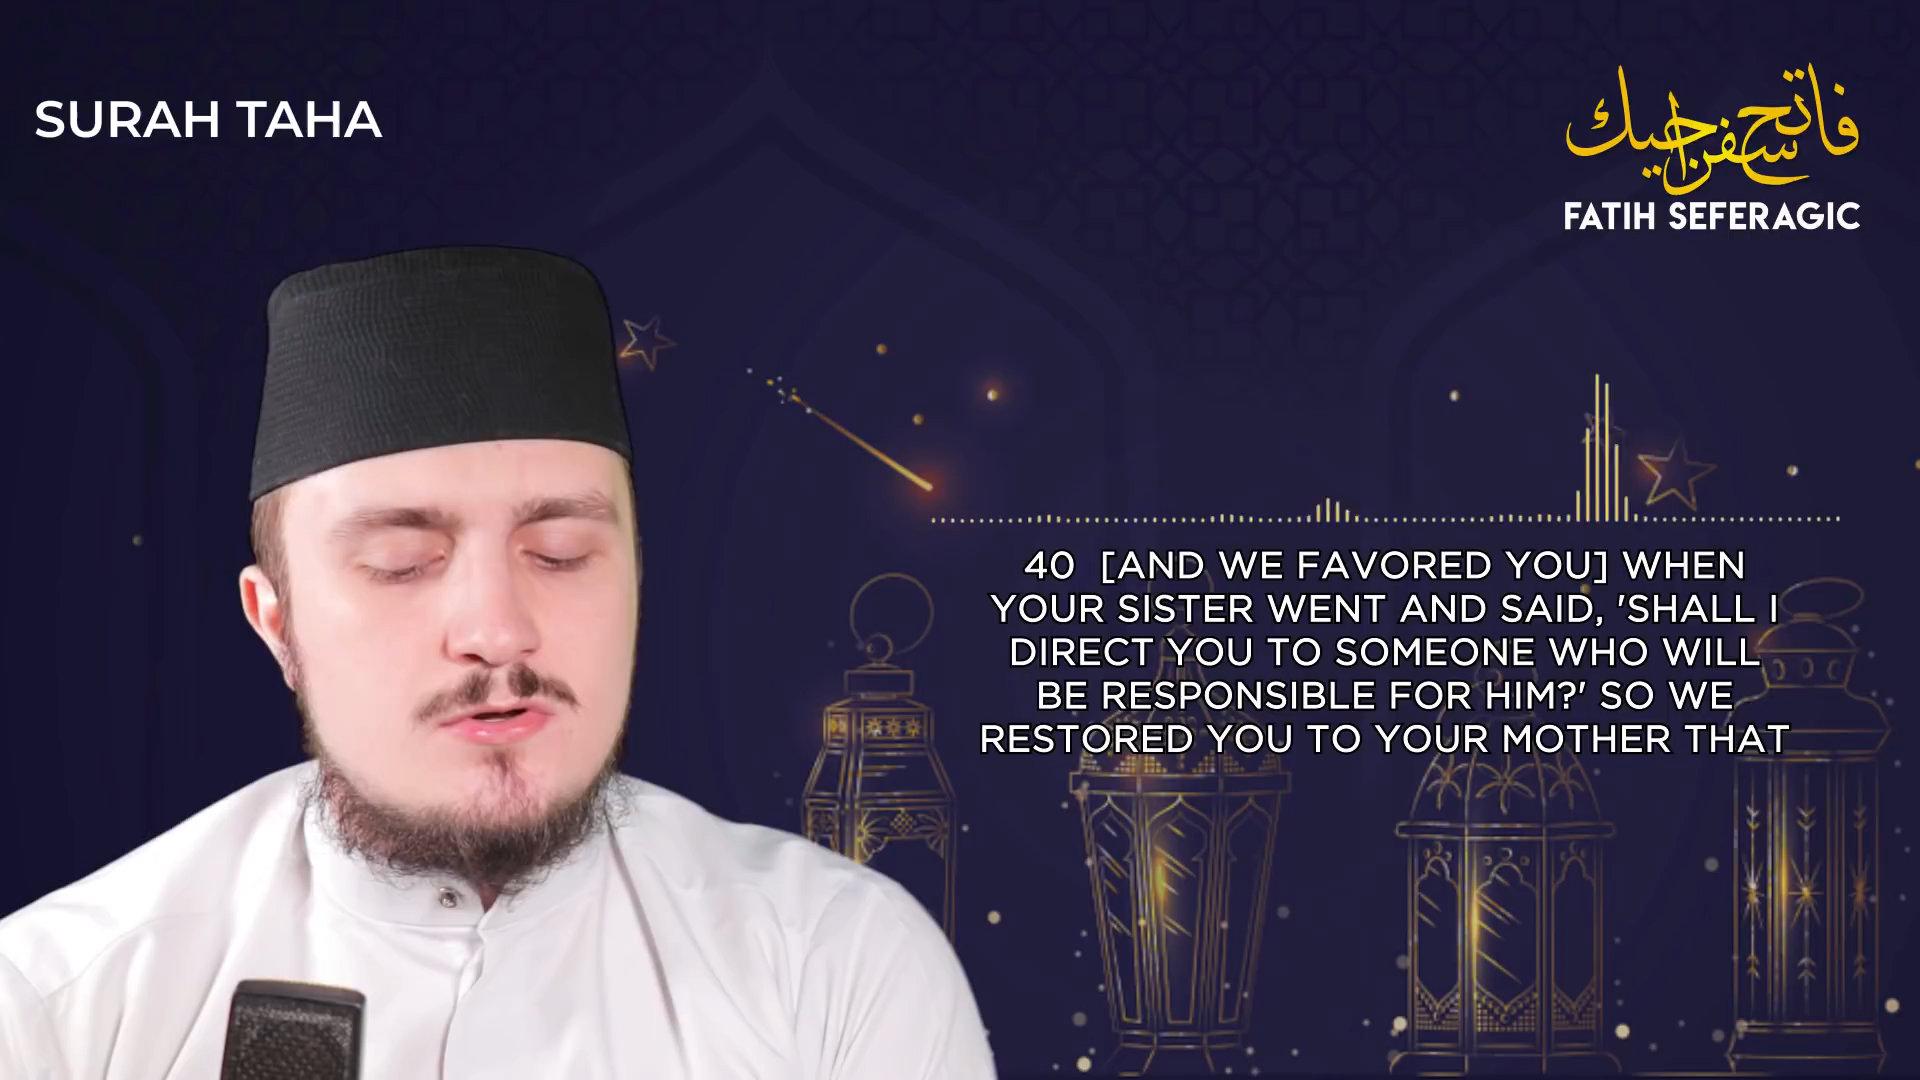 SURAH TAHA
فاتح سفراجيك
FATIH SEFERAGIC
40 [AND WE FAVORED YOU] WHEN
YOUR SISTER WENT AND SAID, 'SHALL I
DIRECT YOU TO SOMEONE WHO WILL
BE RESPONSIBLE FOR HIM?' SO WE
RESTORED YOU TO YOUR MOTHER THAT